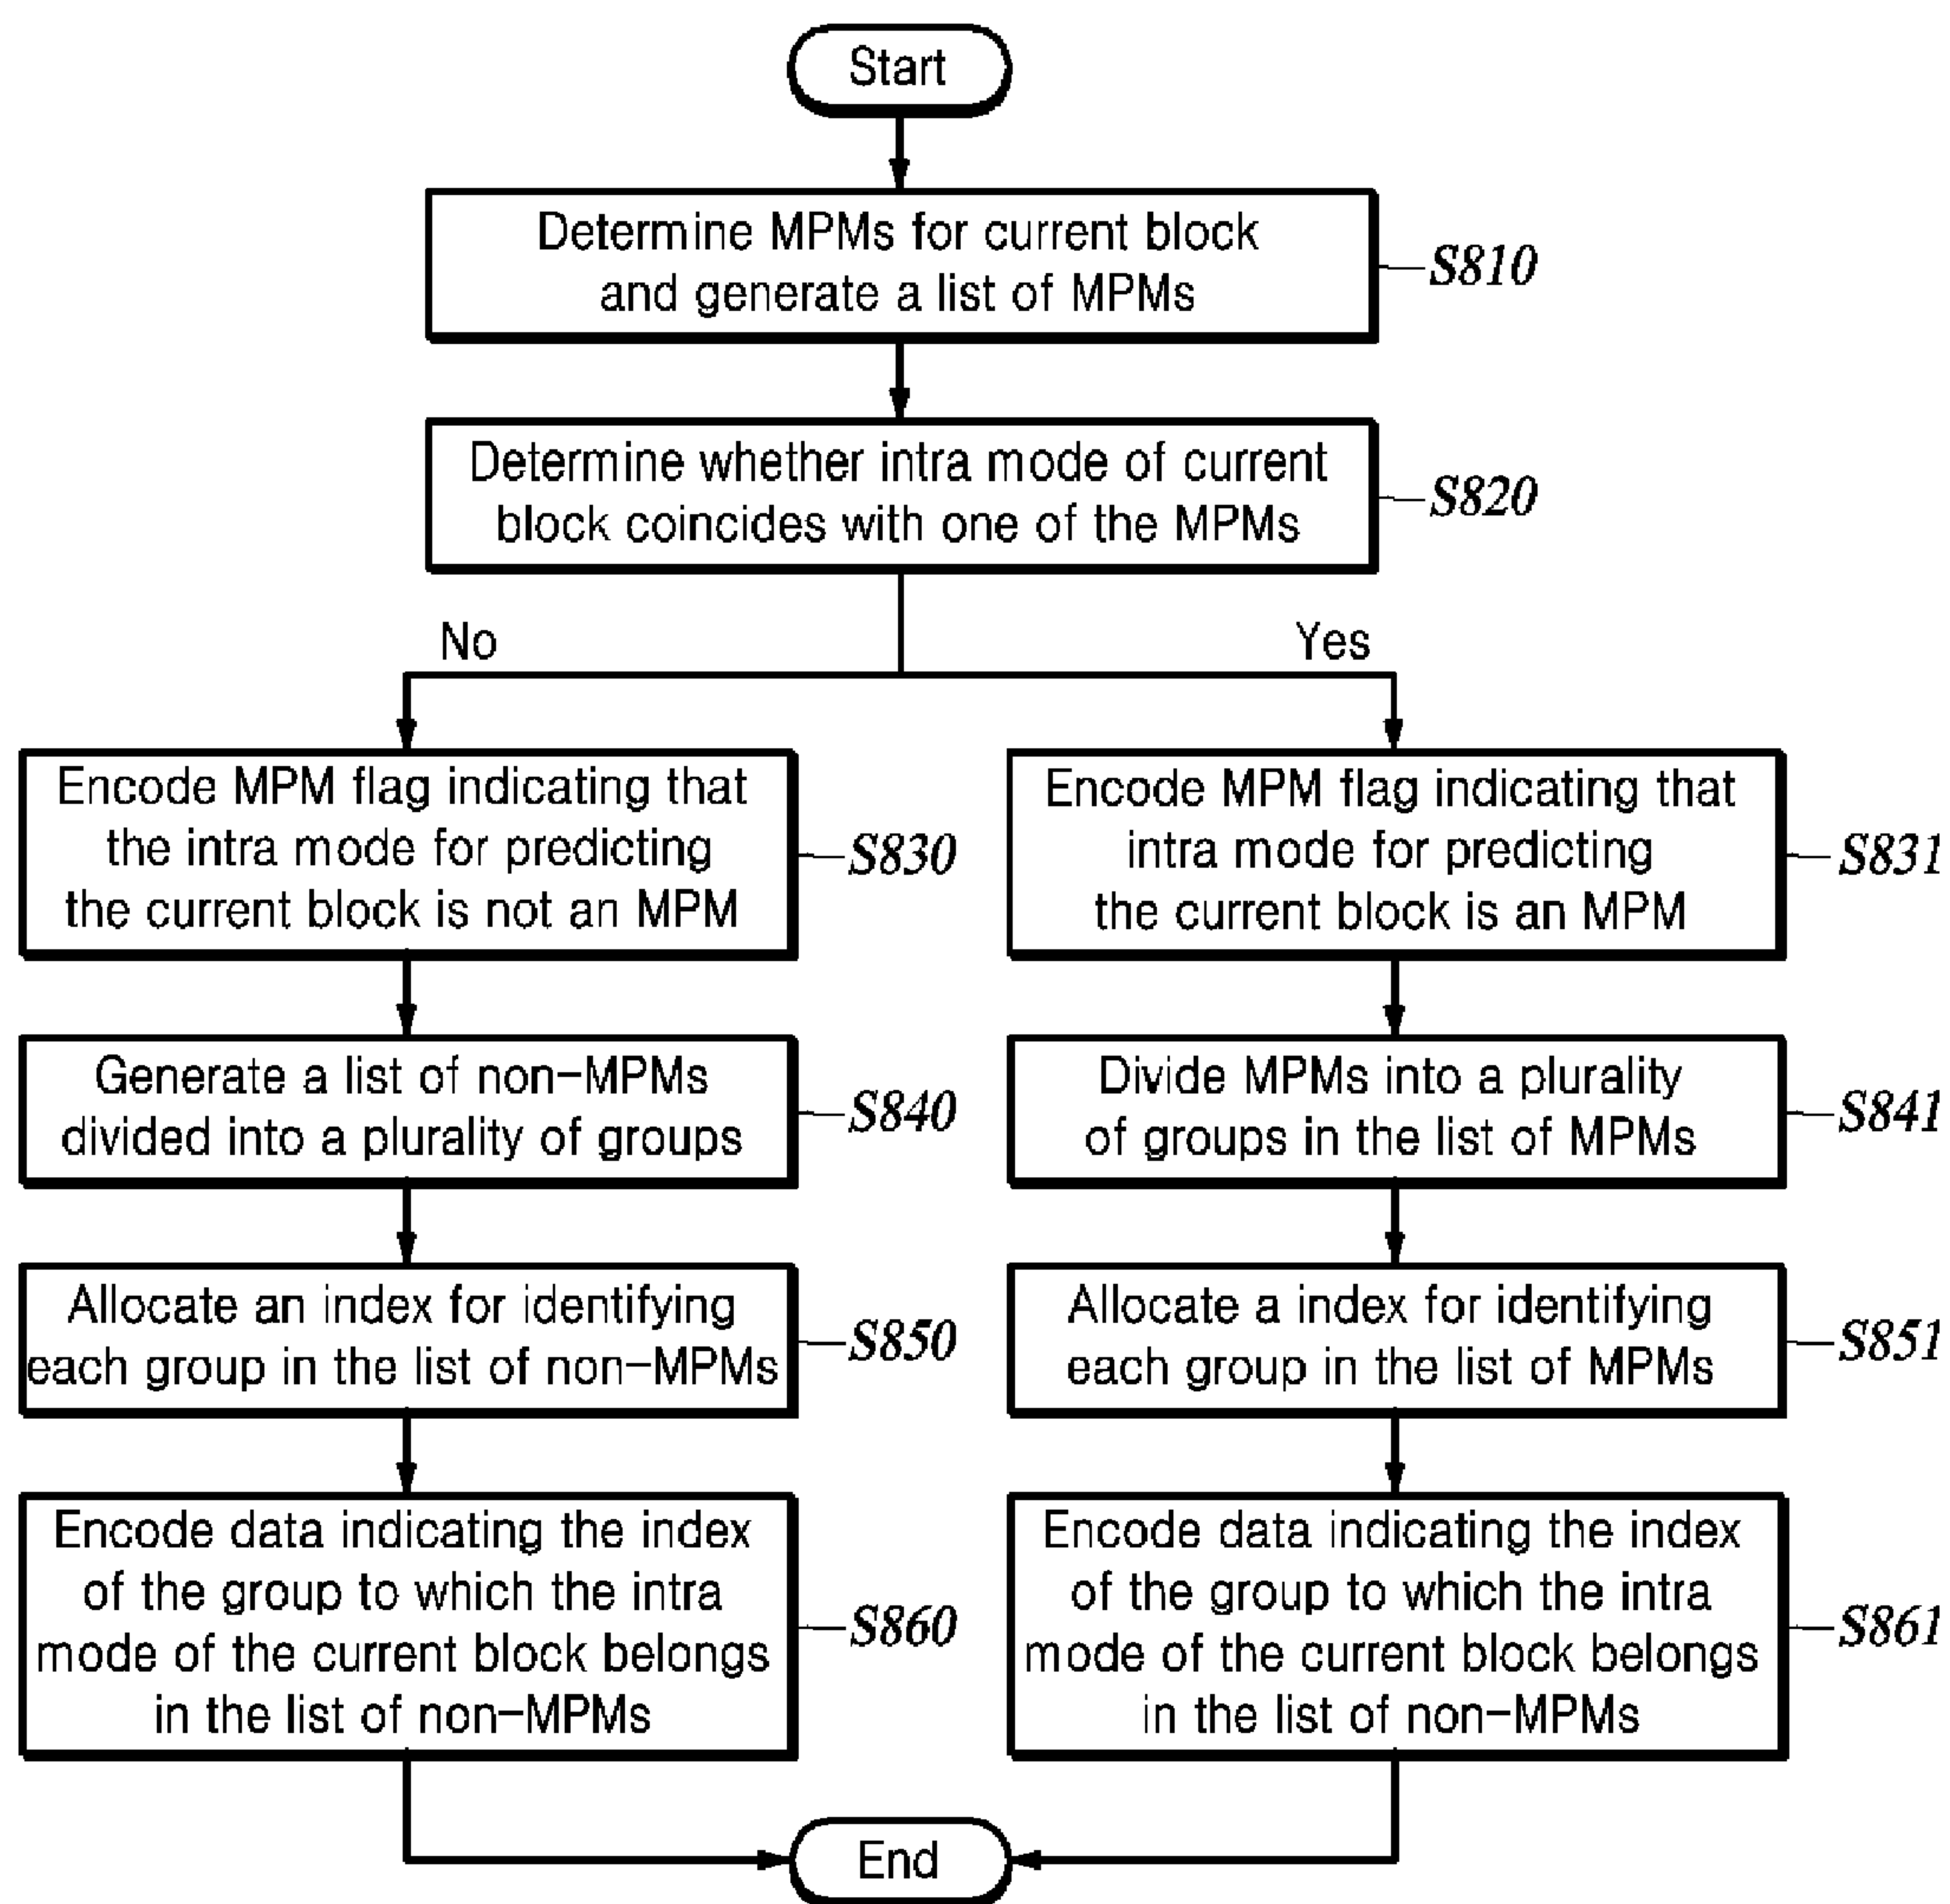 Start
Determine MPMs for current block
and generate a list of MPMs
S810
Determine whether intra mode of current
block coincides with one of the MPMs
S820
No
Yes
Encode MPM flag indicating that
the intra mode for predicting
the current block is not an MPM
S830
Encode MPM flag indicating that
intra mode for predicting
the current block is an MPM
S831
Generate a list of non-MPMs
divided into a plurality of groups
S840
Divide MPMs into a plurality
of groups in the list of MPMs
S841
Allocate an index for identifying
each group in the list of non-MPMs
S850
Allocate a index for identifying
each group in the list of MPMs
S851
Encode data indicating the index
of the group to which the intra
mode of the current block belongs
in the list of non-MPMs
S860
Encode data indicating the index
of the group to which the intra
mode of the current block belongs
in the list of non-MPMs
S861
End